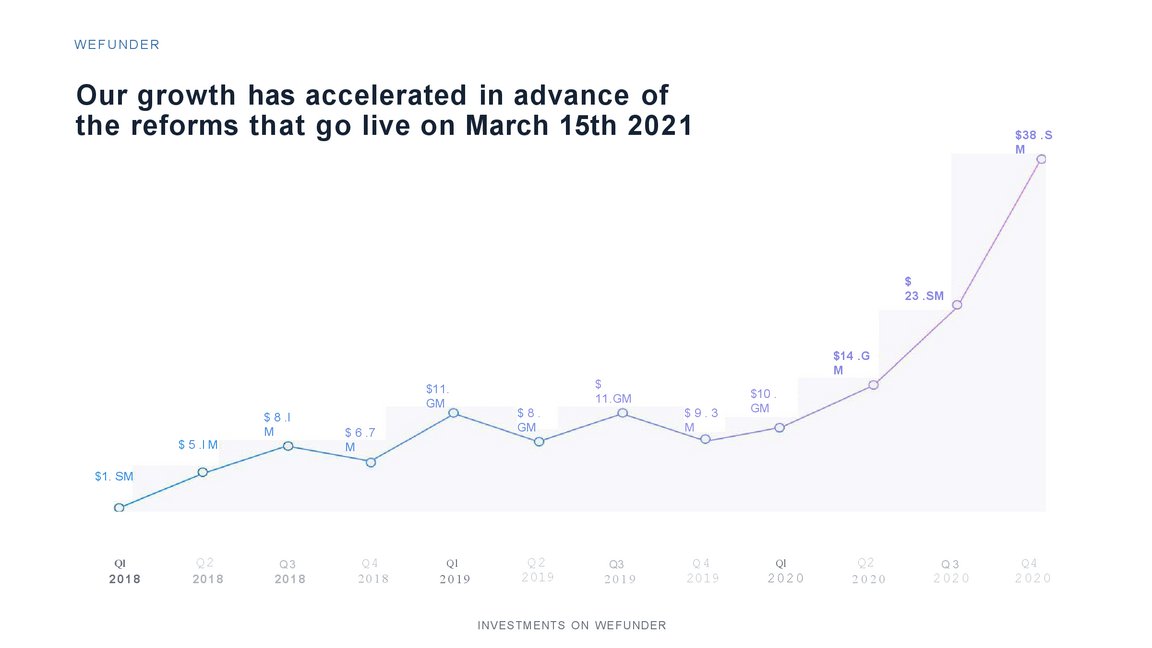 WEFUNDER
Our growth has accelerated in advance of
the reforms that go live on March 15th 2021
$38 .S
M
$
23 .SM
$14 .G
M
$11.
GM
$
11.GM
$10 .
GM
$ 8 .
GM
$ 9 . 3
M
$ 8 .I
M
$ 6 .7
M
$ 5 .I M
$1. SM
QI
2018
Q2
2018
Q3
2018
Q4
2018
QI
2019
Q2
2019
Q3
2019
Q4
2019
QI
2020
Q2
2020
Q3
2020
Q4
2020
INVESTMENTS ON WEFUNDER